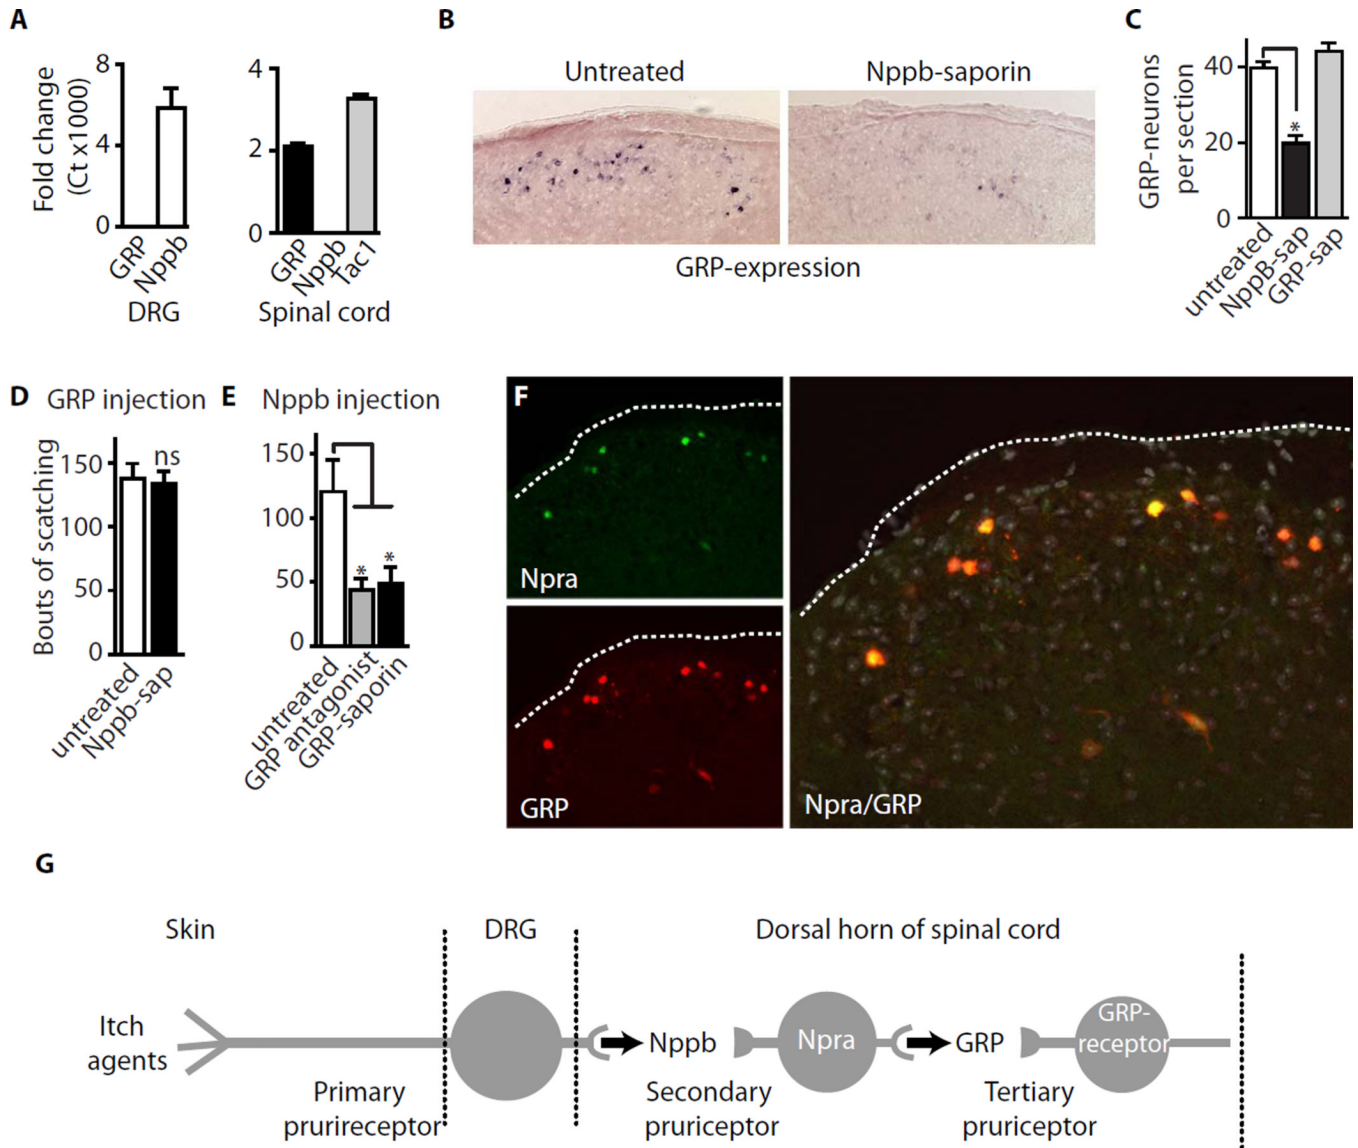 A
8
4
0
Fold change
(Ct x1000)
GRP
Nppb
DRG
4
2
0
GRP
Nppb
Tac1
Spinal cord
B
Untreated
Nppb-saporin
GRP-expression
C
40
20
0
GRP-neurons
per section
*
untreated
NppB-sap
GRP-sap
D GRP injection
Bouts of scatching
150
100
50
0
ns
untreated
Nppb-sap
E Nppb injection
150
100
50
0
*
*
untreated
GRP antagonist
GRP-saporin
F
Npra
GRP
Npra/GRP
G
Skin
DRG
Dorsal horn of spinal cord
Itch
agents
Nppb
Npra
GRP
GRP-
receptor
Primary
prurireceptor
Secondary
pruriceptor
Tertiary
pruriceptor